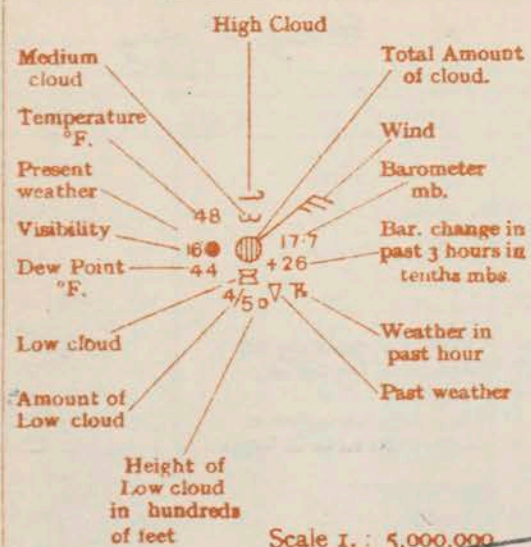 High Cloud
Medium
cloud
Total Amount
of cloud.
Temperature
°F.
Wind
Present
weather
Barometer
mb.
48
Visibility
16
17.7
Bar. change in
past 3 hours in
tenths mbs.
+26
Dew Point
°F.
44
4/50
Low cloud
Weather in
past hour
Amount of
Low cloud
Past weather
Height of
Low cloud
in hundreds
of feet
Scale 1. : 5,000,000